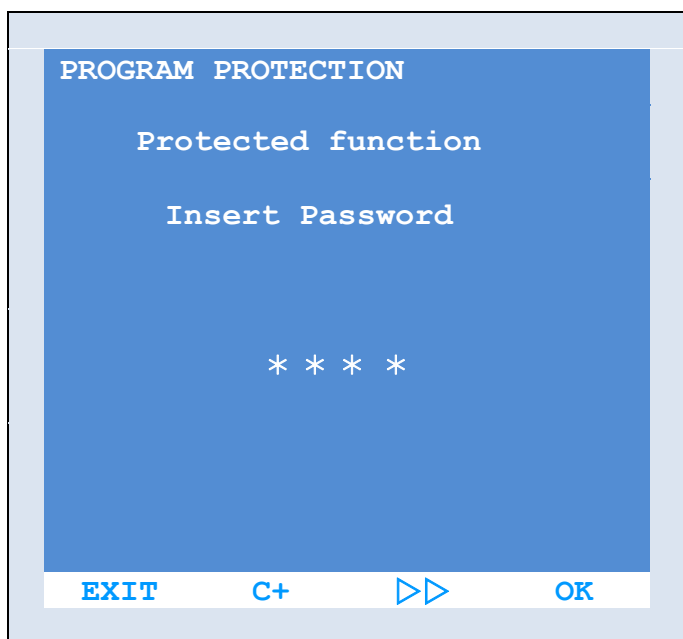 PROGRAM PROTECTION
Protected function
Insert Password
* * * *
EXIT C+ ▷▷ OK